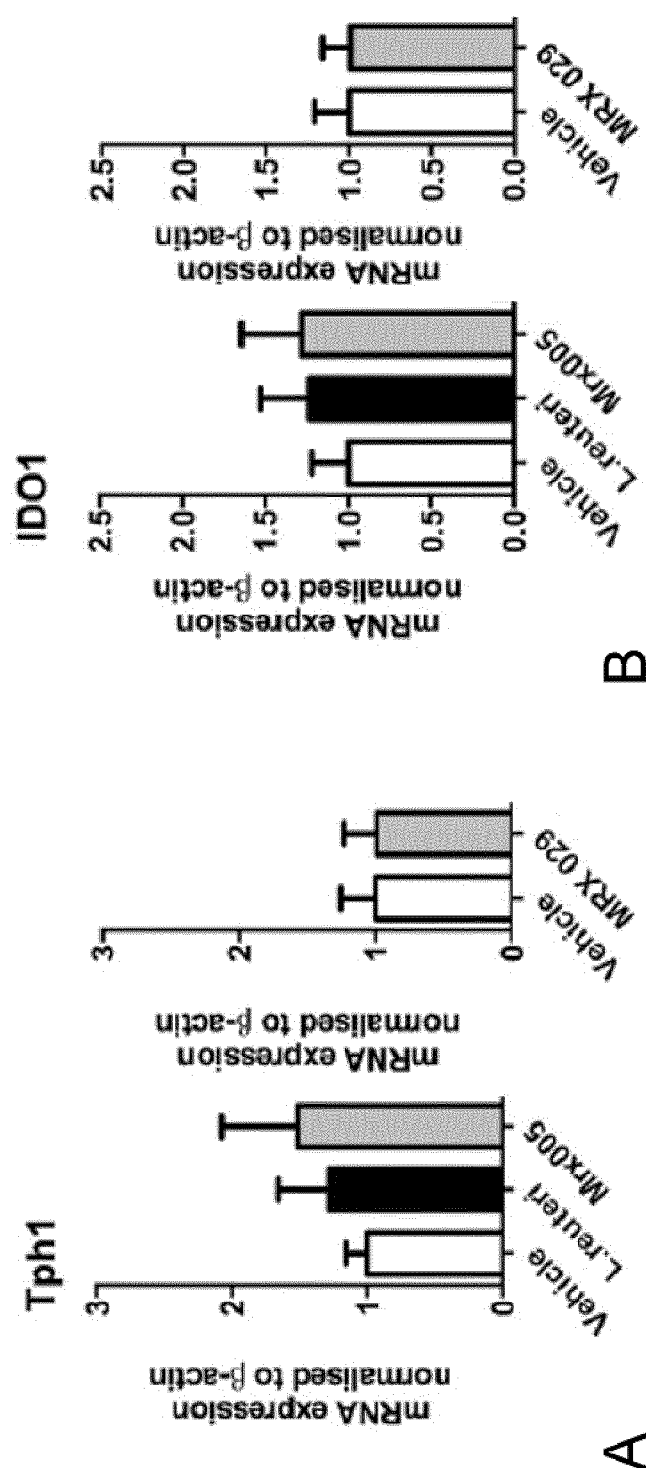 A
Tph1
mRNA expression
normalised to β-actin
3
2
1
0
Vehicle
L.reuteri
Mrx005
mRNA expression
normalised to β-actin
3
2
1
0
Vehicle
MRX 029
B
IDO1
mRNA expression
normalised to β-actin
2.5
2.0
1.5
1.0
0.5
0.0
Vehicle
L.reuteri
Mrx005
mRNA expression
normalised to β-actin
2.5
2.0
1.5
1.0
0.5
0.0
Vehicle
MRX 029